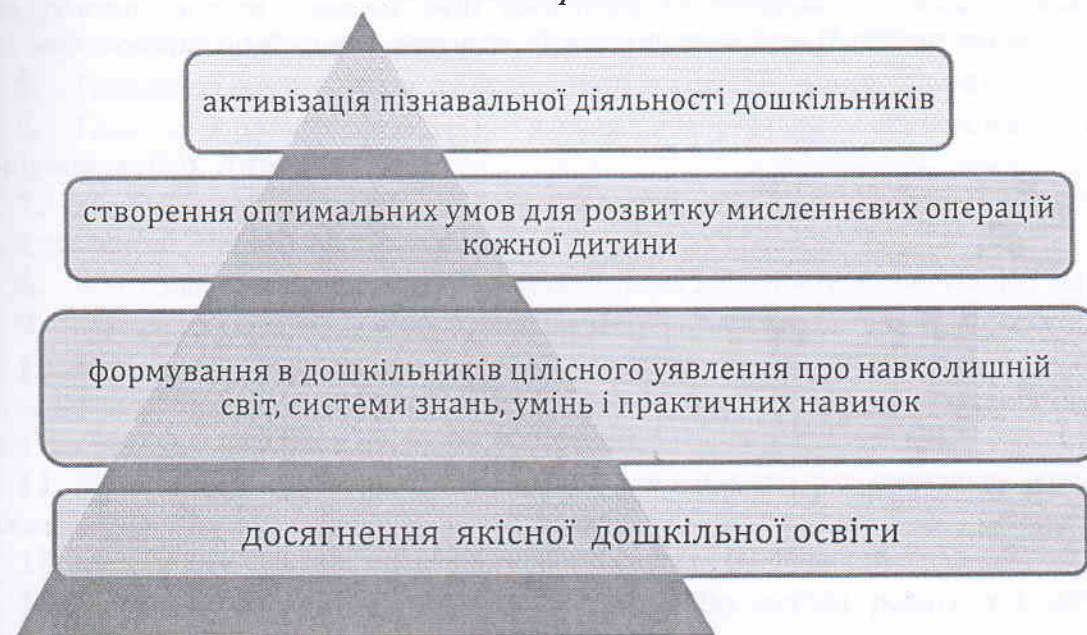 активізація пізнавальної діяльності дошкільників
створення оптимальних умов для розвитку мисленнєвих операцій
кожної дитини
формування в дошкільників цілісного уявлення про навколишній
світ, системи знань, умінь і практичних навичок
досягнення якісної дошкільної освіти